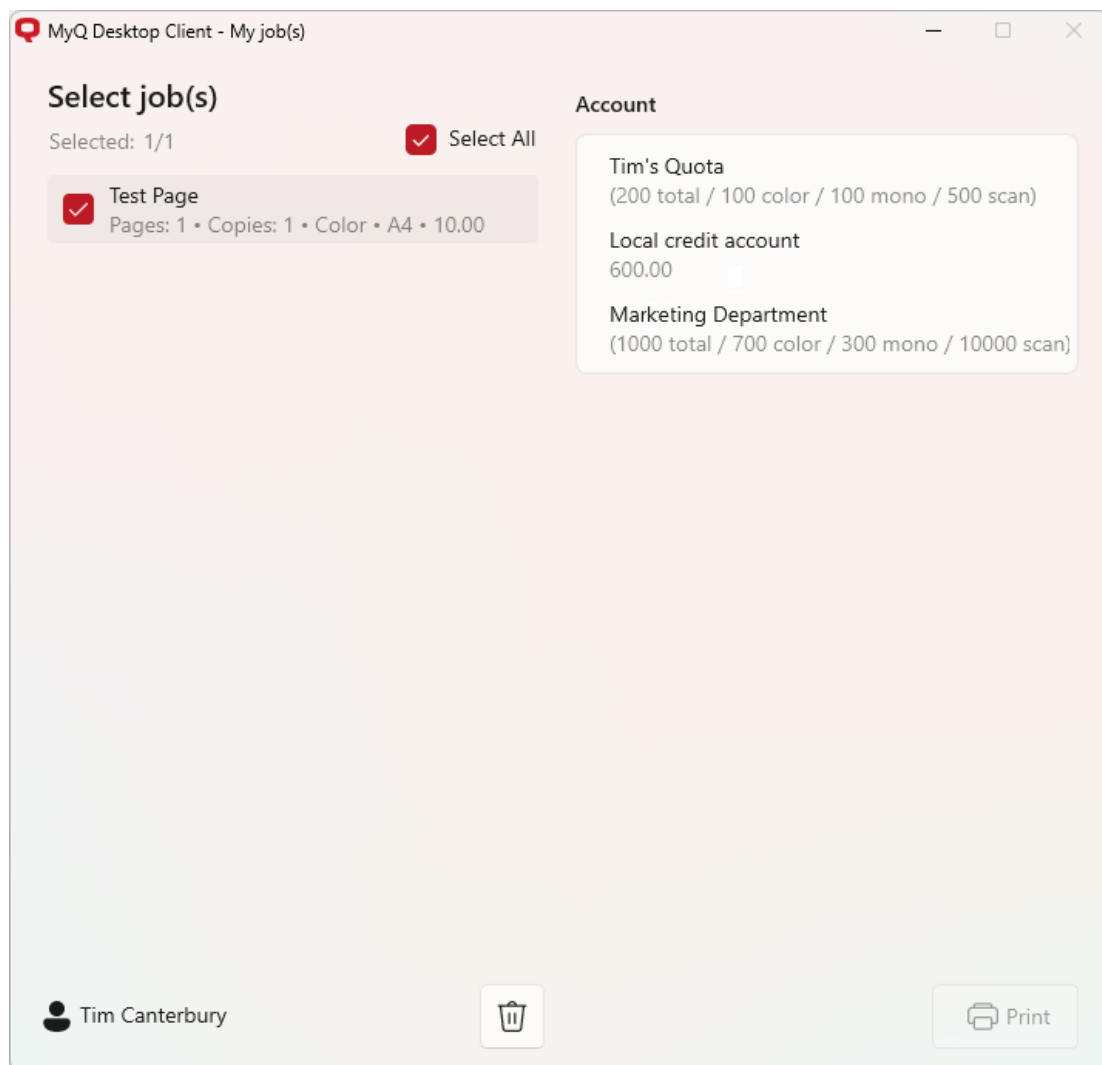 MyQ Desktop Client - My job(s)
Select job(s)
Selected: 1/1
Select All
Test Page
Pages: 1 • Copies: 1 • Color • A4 • 10.00
Account
Tim's Quota
(200 total / 100 color / 100 mono / 500 scan)
Local credit account
600.00
Marketing Department
(1000 total / 700 color / 300 mono / 10000 scan)
Tim Canterbury
Print